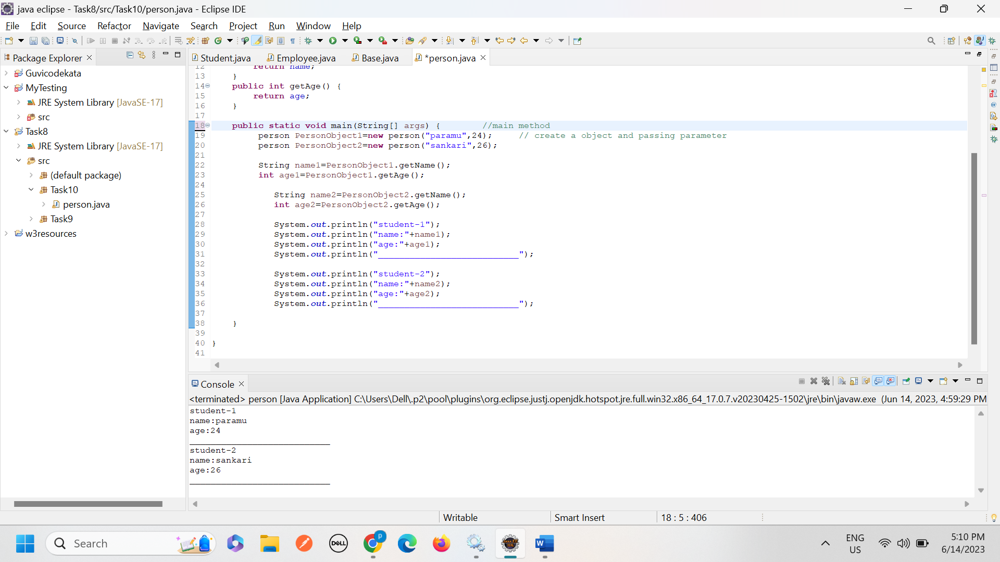 java eclipse - Task8/src/Task10/person.java - Eclipse IDE
File Edit Source Refactor Navigate Search Project Run Window Help
Package Explorer
Student.java Employee.java Base.java *person.java
Guvicodekata
MyTesting
JRE System Library [JavaSE-17]
src
Task8
JRE System Library [JavaSE-17]
src
(default package)
Task10
person.java
Task9
w3resources
12 return name;
13 }
14 public int getAge() {
15 return age;
16 }
17
18 public static void main(String[] args) { //main method
19 person PersonObject1=new person("paramu",24); // create a object and passing parameter
20 person PersonObject2=new person("sankari",26);
21
22 String name1=PersonObject1.getName();
23 int age1=PersonObject1.getAge();
24
25 String name2=PersonObject2.getName();
26 int age2=PersonObject2.getAge();
27
28 System.out.println("student-1");
29 System.out.println("name:"+name1);
30 System.out.println("age:"+age1);
31 System.out.println("___________________________");
32
33 System.out.println("student-2");
34 System.out.println("name:"+name2);
35 System.out.println("age:"+age2);
36 System.out.println("___________________________");
37
38 }
39
40 }
41
Console
<terminated> person [Java Application] C:\Users\Dell\.p2\pool\plugins\org.eclipse.justj.openjdk.hotspot.jre.full.win32.x86_64_17.0.7.v20230425-1502\jre\bin\javaw.exe (Jun 14, 2023, 4:59:29 PM
student-1
name:paramu
age:24
___________________________
student-2
name:sankari
age:26
___________________________
Writable Smart Insert 18 : 5 : 406
Search
DELL
p
Java EE
IDE
W
ENG
US
5:10 PM
6/14/2023